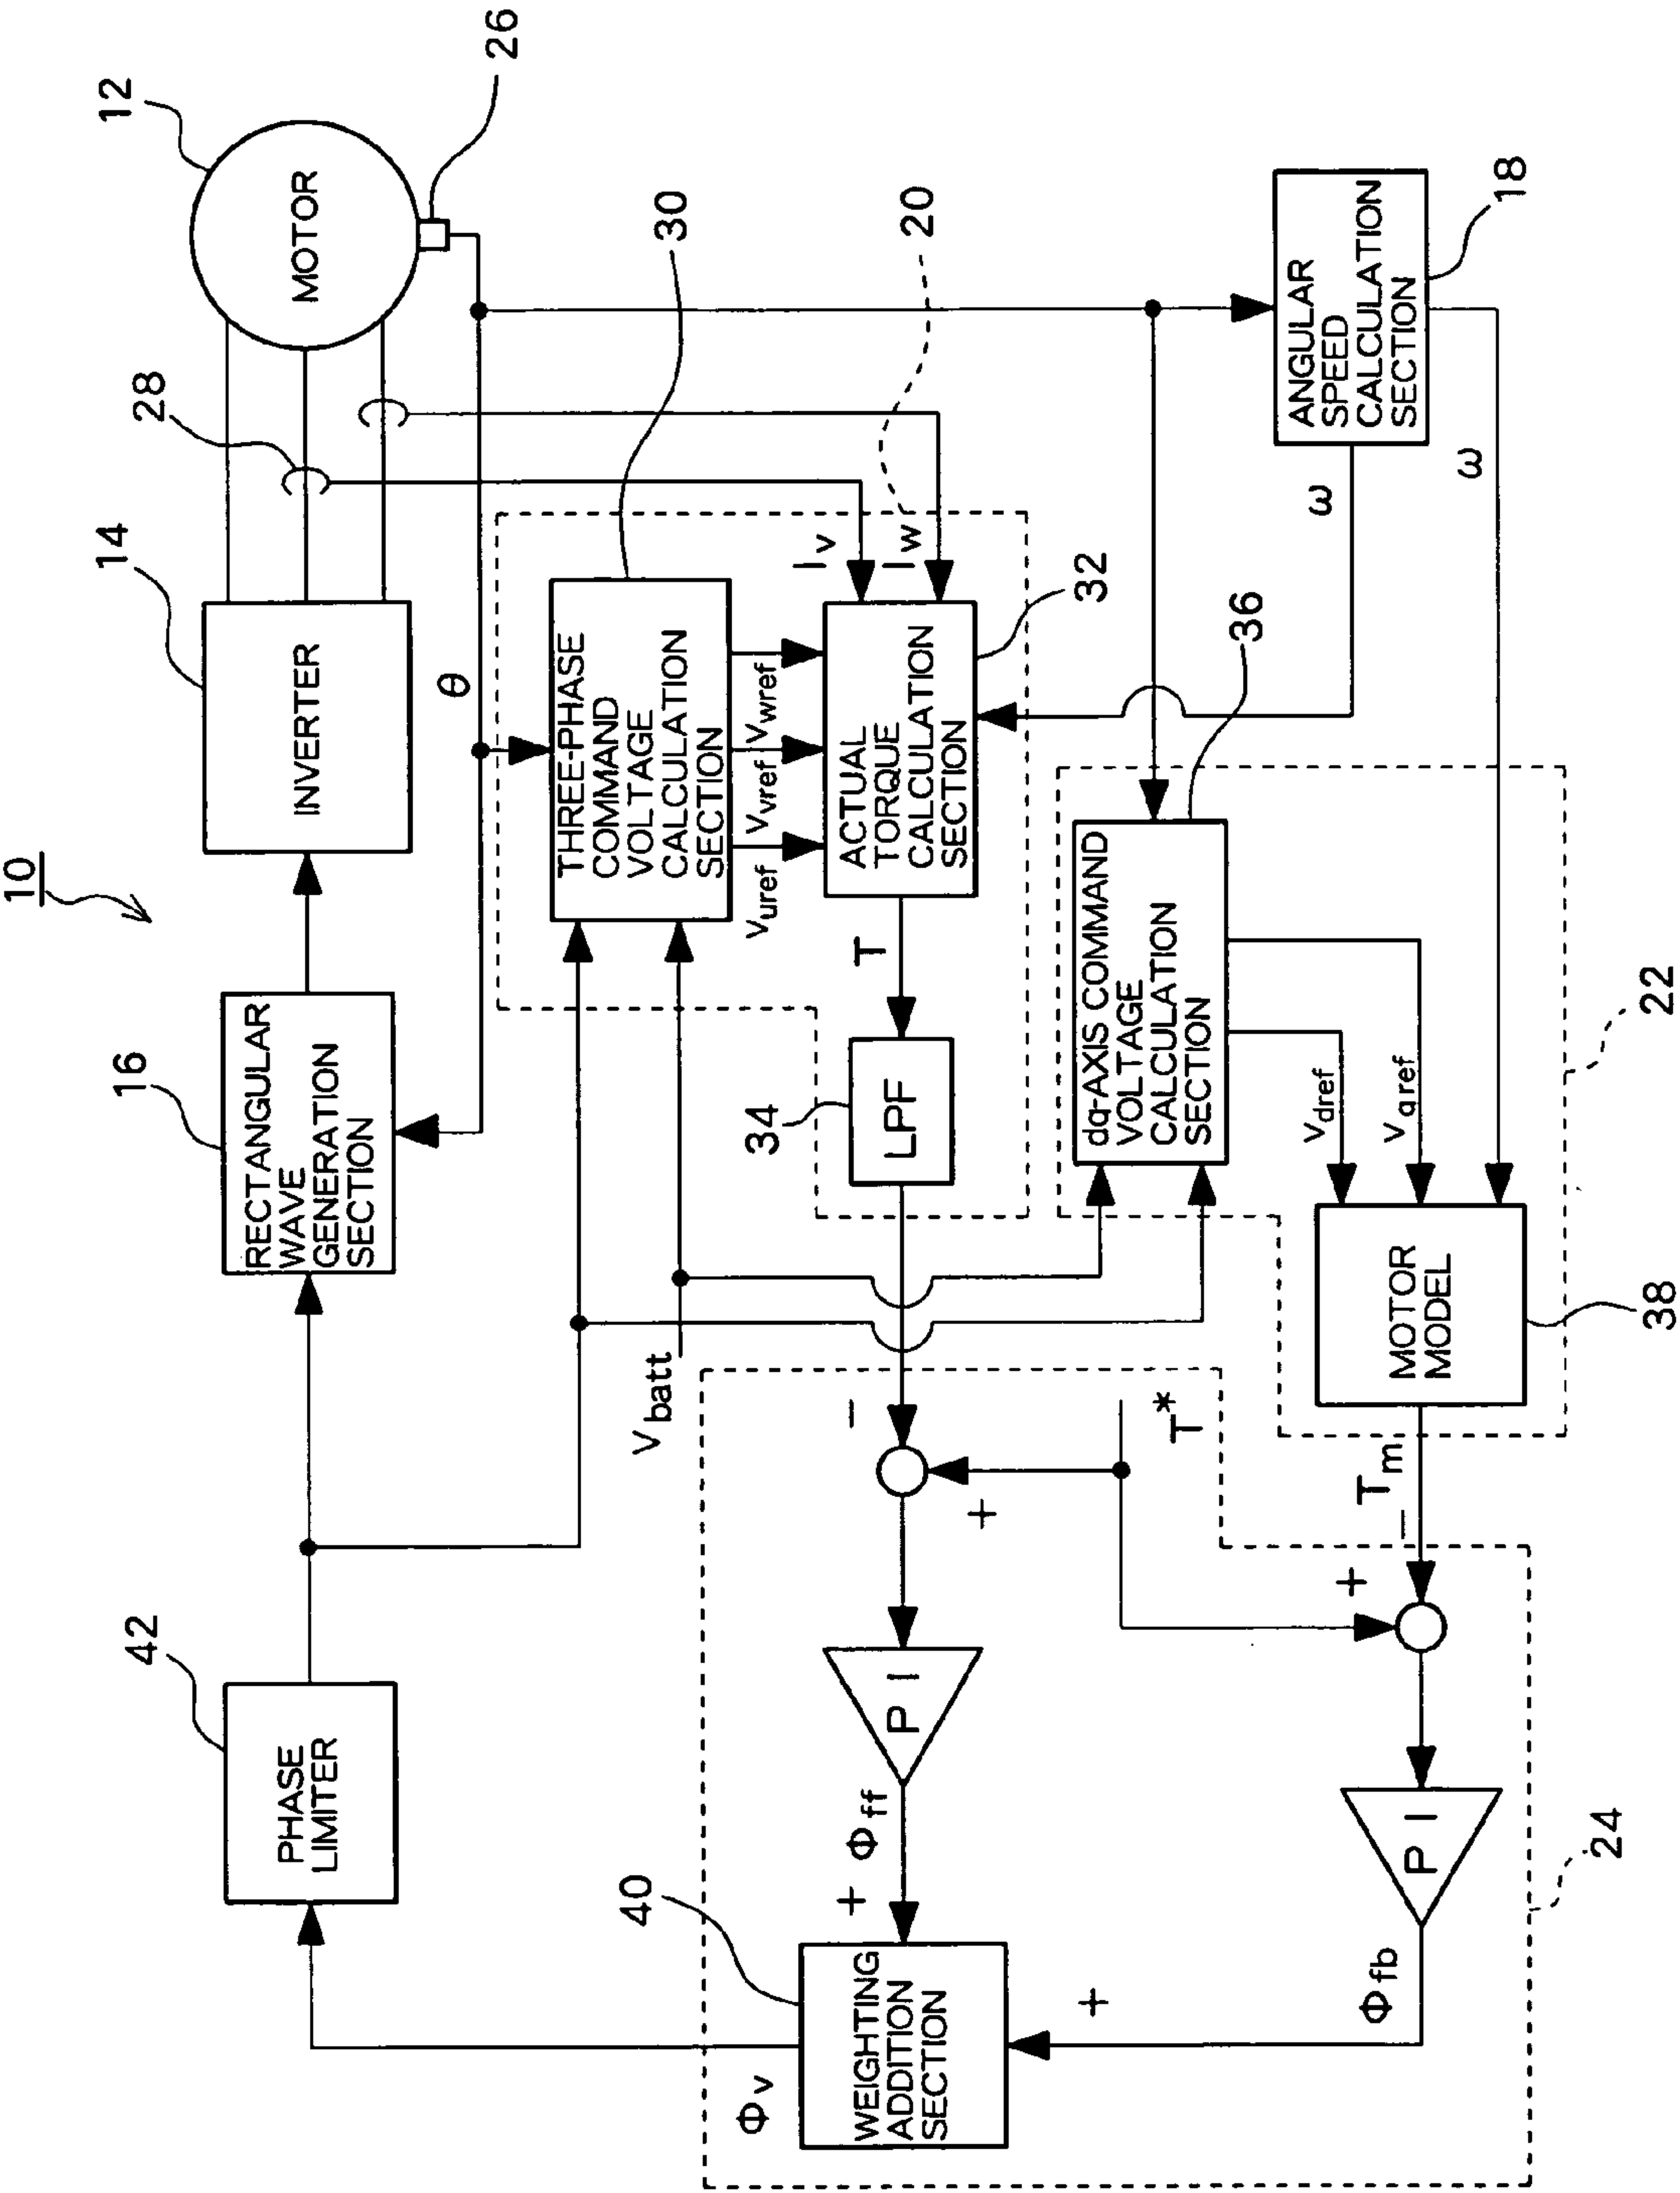 10
42
PHASE
LIMITER
16
RECTANGULAR
WAVE
GENERATION
SECTION
14
INVERTER
28
12
MOTOR
26
θ
30
THREE-PHASE
COMMAND
VOLTAGE
CALCULATION
SECTION
Vbatt
Vuref
Vvref
Vwref
Iv
Iw
20
ACTUAL
TORQUE
CALCULATION
SECTION
32
T
34
LPF
−
+
T*
P I
Φff
+
40
WEIGHTING
ADDITION
SECTION
Φv
+
Φfb
P I
24
+
−
Tm
MOTOR
MODEL
38
22
Vdref
Vqref
dq-AXIS COMMAND
VOLTAGE
CALCULATION
SECTION
36
ω
ω
ANGULAR
SPEED
CALCULATION
SECTION
18